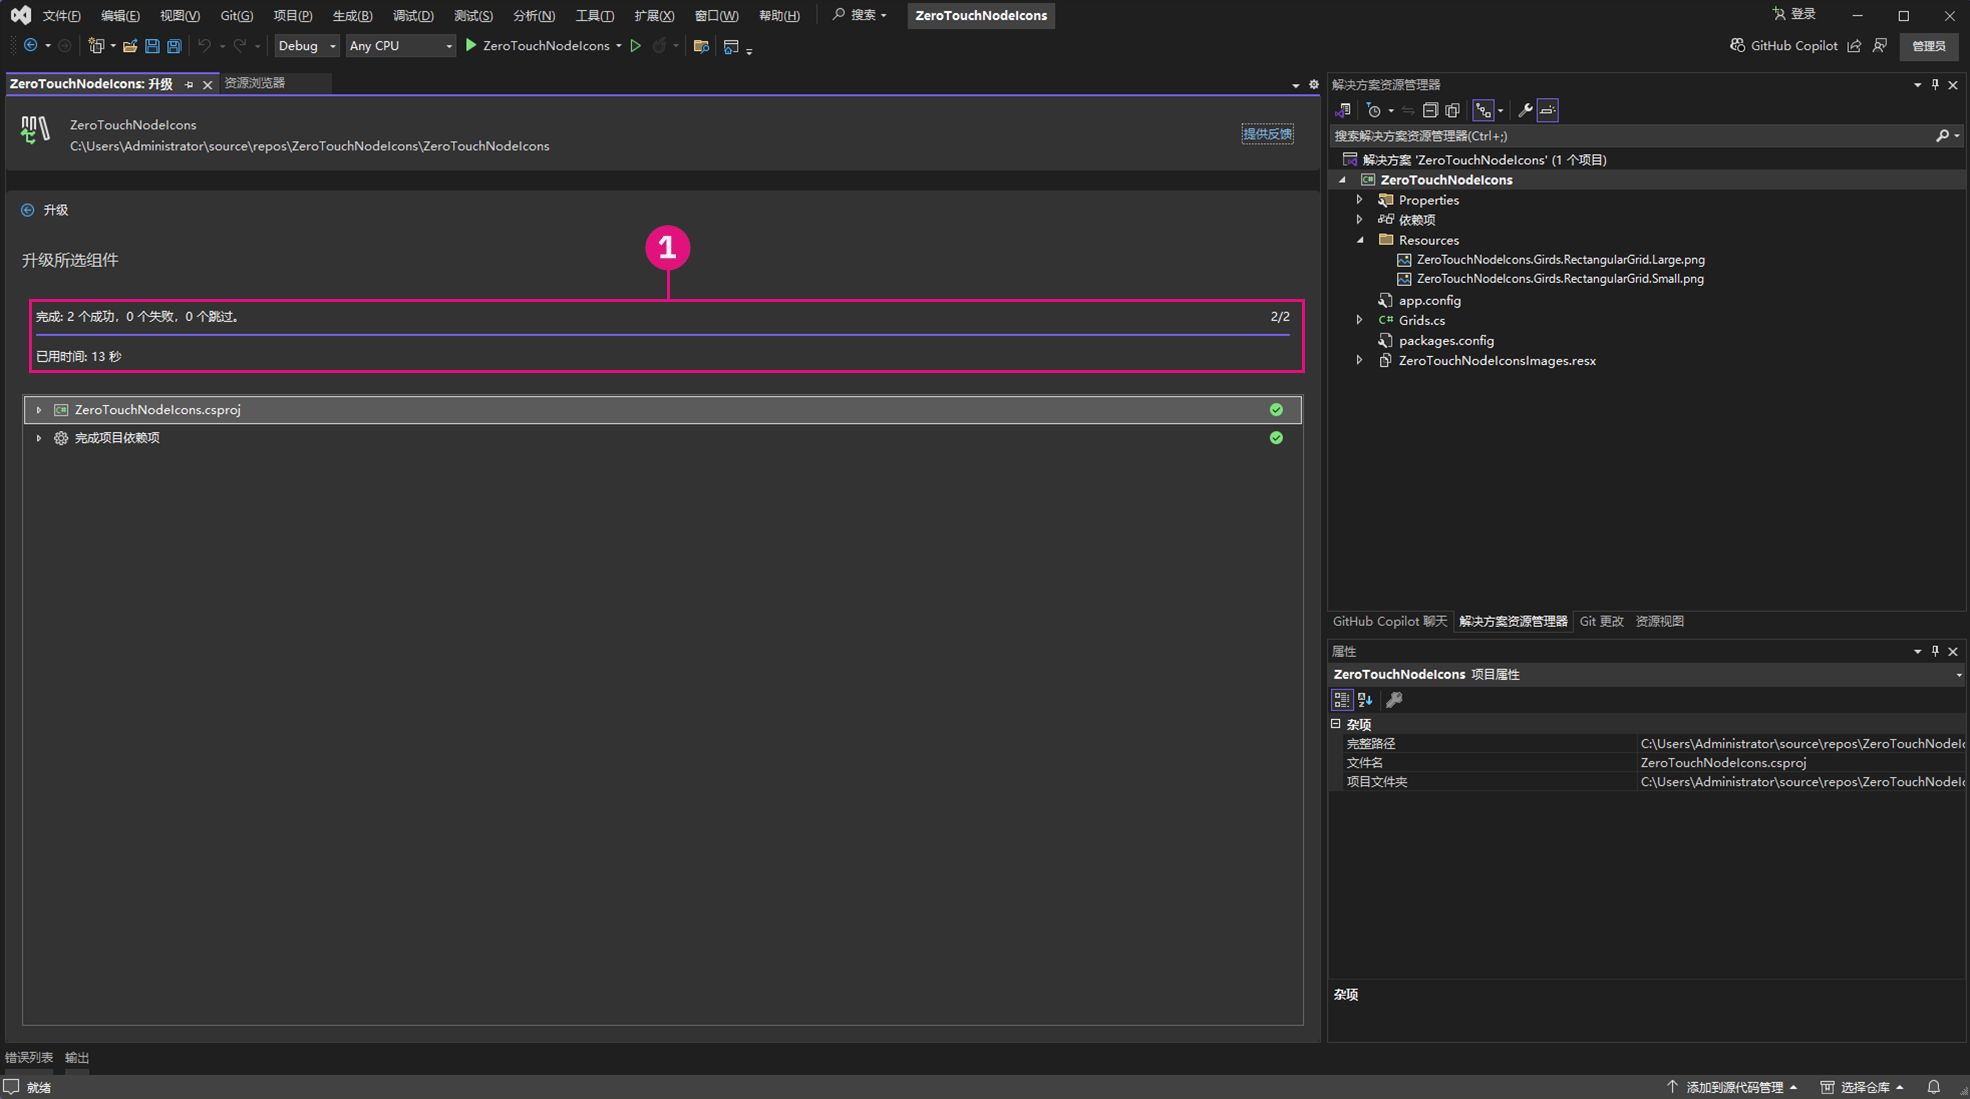 文件(F) 编辑(E) 视图(V) Git(G) 项目(P) 生成(B) 调试(D) 测试(S) 分析(N) 工具(T) 扩展(X) 窗口(W) 帮助(H) 搜索 ZeroTouchNodeIcons 登录
Debug Any CPU ZeroTouchNodeIcons GitHub Copilot 管理员
ZeroTouchNodeIcons: 升级 资源浏览器
ZeroTouchNodeIcons
C:\Users\Administrator\source\repos\ZeroTouchNodeIcons\ZeroTouchNodeIcons
提供反馈
升级
升级所选组件
1
完成: 2 个成功，0 个失败，0 个跳过。 2/2
已用时间: 13 秒
ZeroTouchNodeIcons.csproj
完成项目依赖项
解决方案资源管理器
搜索解决方案资源管理器(Ctrl+;)
解决方案 'ZeroTouchNodeIcons' (1 个项目)
ZeroTouchNodeIcons
Properties
依赖项
Resources
ZeroTouchNodeIcons.Girds.RectangularGrid.Large.png
ZeroTouchNodeIcons.Girds.RectangularGrid.Small.png
app.config
C# Grids.cs
packages.config
ZeroTouchNodeIconsImages.resx
GitHub Copilot 聊天 解决方案资源管理器 Git 更改 资源视图
属性
ZeroTouchNodeIcons 项目属性
杂项
完整路径 C:\Users\Administrator\source\repos\ZeroTouchNodeIc
文件名 ZeroTouchNodeIcons.csproj
项目文件夹 C:\Users\Administrator\source\repos\ZeroTouchNodeIc
杂项
错误列表 输出
就绪 添加到源代码管理 选择仓库